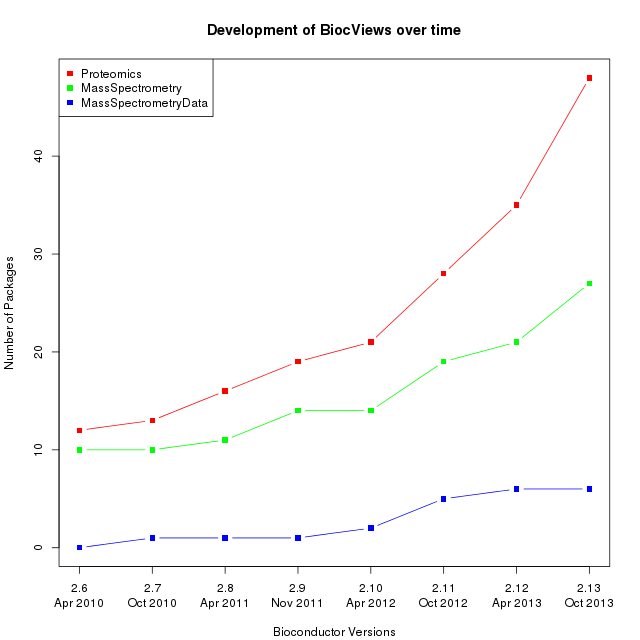 Development of BiocViews over time
Proteomics
MassSpectrometry
MassSpectrometryData
Number of Packages
40
30
20
10
0
2.6 2.7 2.8 2.9 2.10 2.11 2.12 2.13
Apr 2010 Oct 2010 Apr 2011 Nov 2011 Apr 2012 Oct 2012 Apr 2013 Oct 2013
Bioconductor Versions